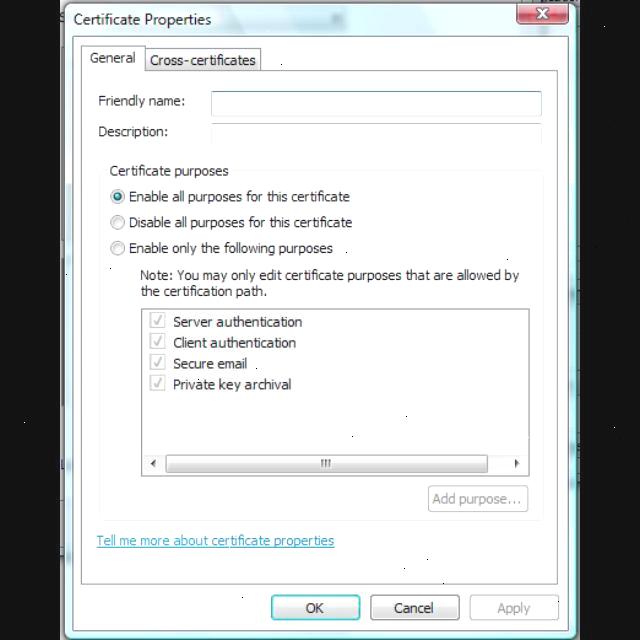 Certificate Properties
General
Cross-certificates
Friendly name:
Description:
Certificate purposes
Enable all purposes for this certificate
Disable all purposes for this certificate
Enable only the following purposes
Note: You may only edit certificate purposes that are allowed by
the certification path.
Server authentication
Client authentication
Secure email
Private key archival
Add purpose...
Tell me more about certificate properties
OK
Cancel
Apply